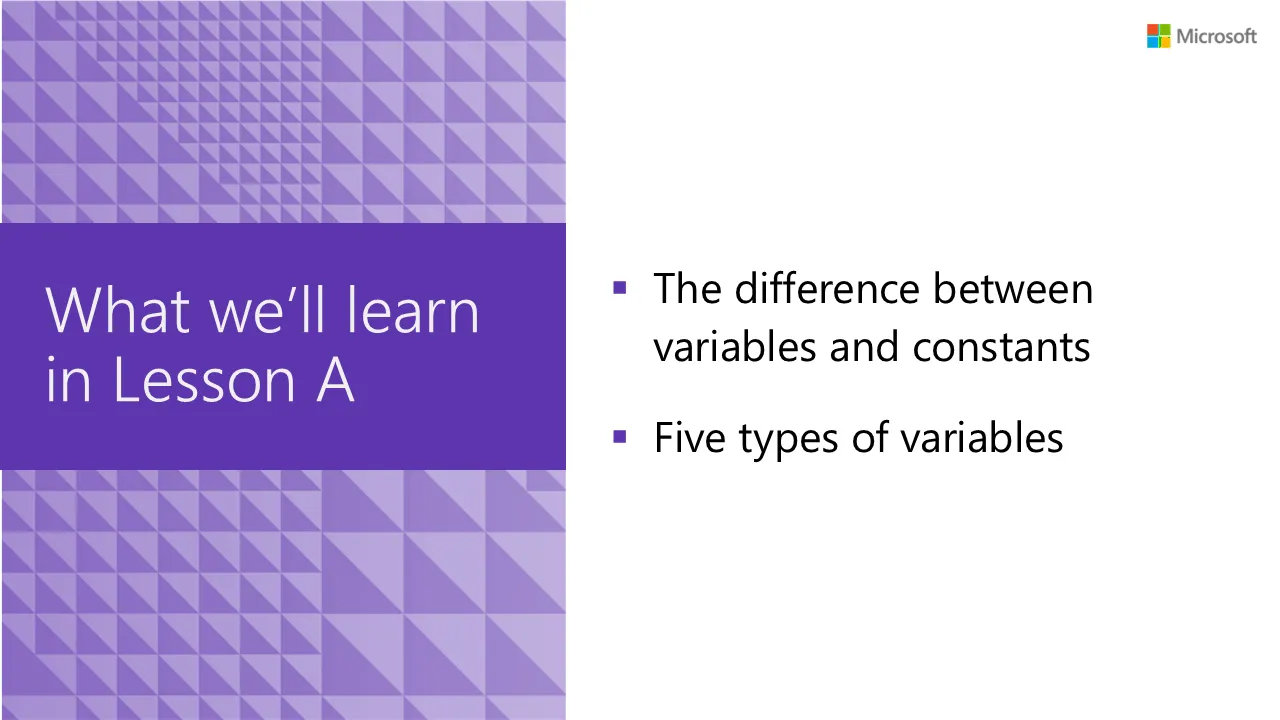 Microsoft
What we’ll learn
in Lesson A
▪ The difference between
variables and constants
▪ Five types of variables